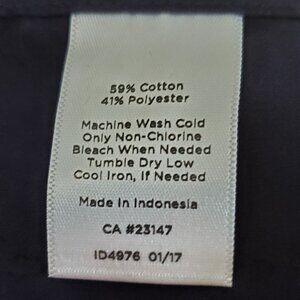 59% Cotton
41% Polyester
Machine Wash Cold
Only Non-Chlorine
Bleach When Needed
Tumble Dry Low
Cool Iron, If Needed
Made in Indonesia
CA #23147
ID4976 01/17